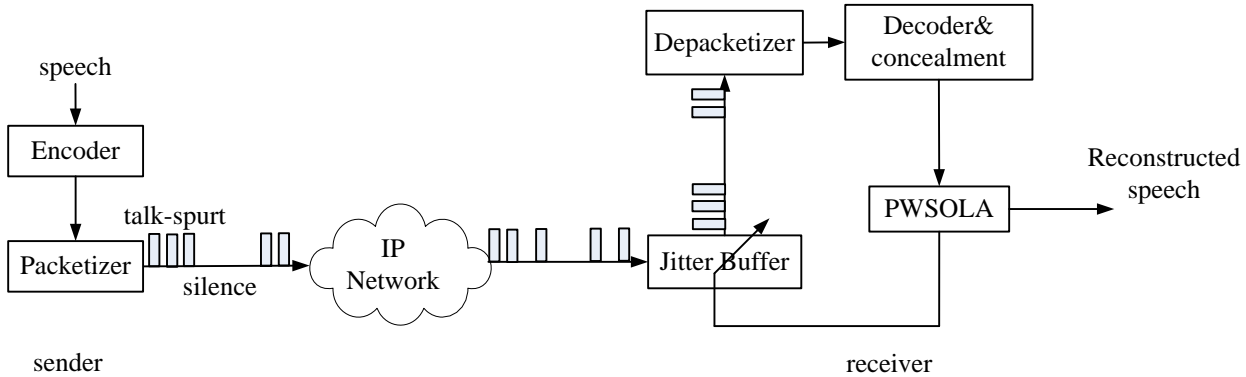 speech
Encoder
Packetizer
talk-spurt
silence
IP
Network
Jitter Buffer
Depacketizer
Decoder&
concealment
PWSOLA
Reconstructed
speech
sender
receiver